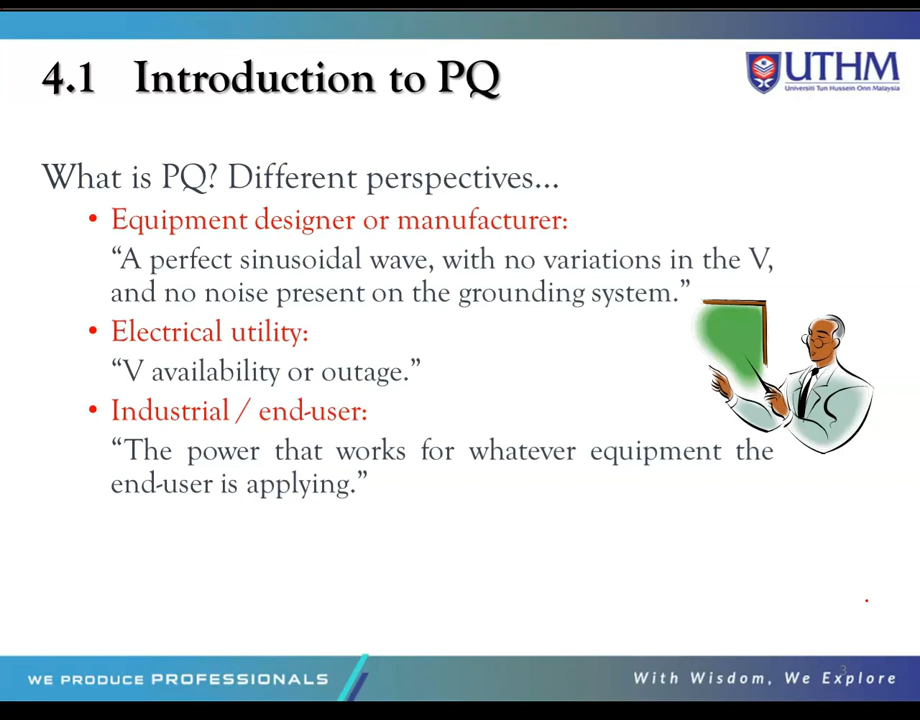 4.1 Introduction to PQ
UTHM
Universiti Tun Hussein Onn Malaysia
What is PQ? Different perspectives…
• Equipment designer or manufacturer:
“A perfect sinusoidal wave, with no variations in the V,
and no noise present on the grounding system.”
• Electrical utility:
“V availability or outage.”
• Industrial / end-user:
“The power that works for whatever equipment the
end-user is applying.”
3
WE PRODUCE PROFESSIONALS
With Wisdom, We Explore